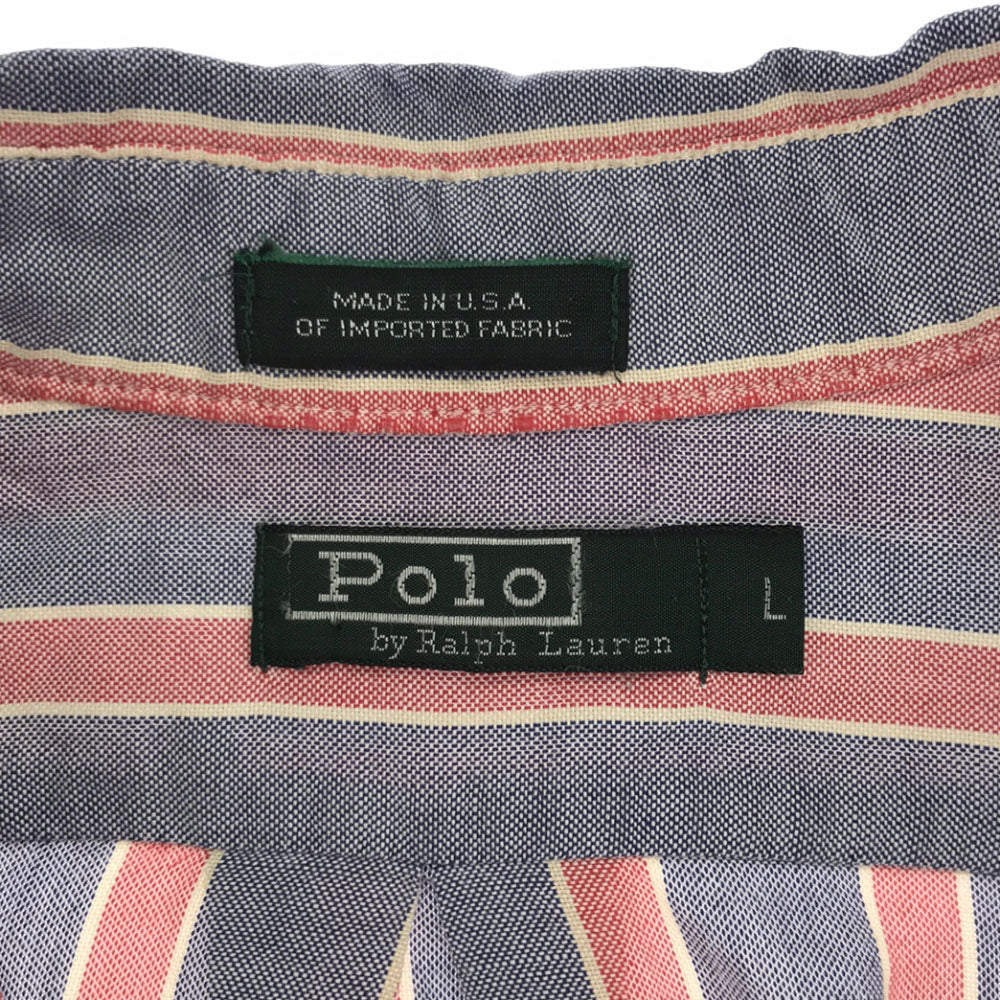 MADE IN U.S.A.
OF IMPORTED FABRIC
Polo
by Ralph Lauren
L